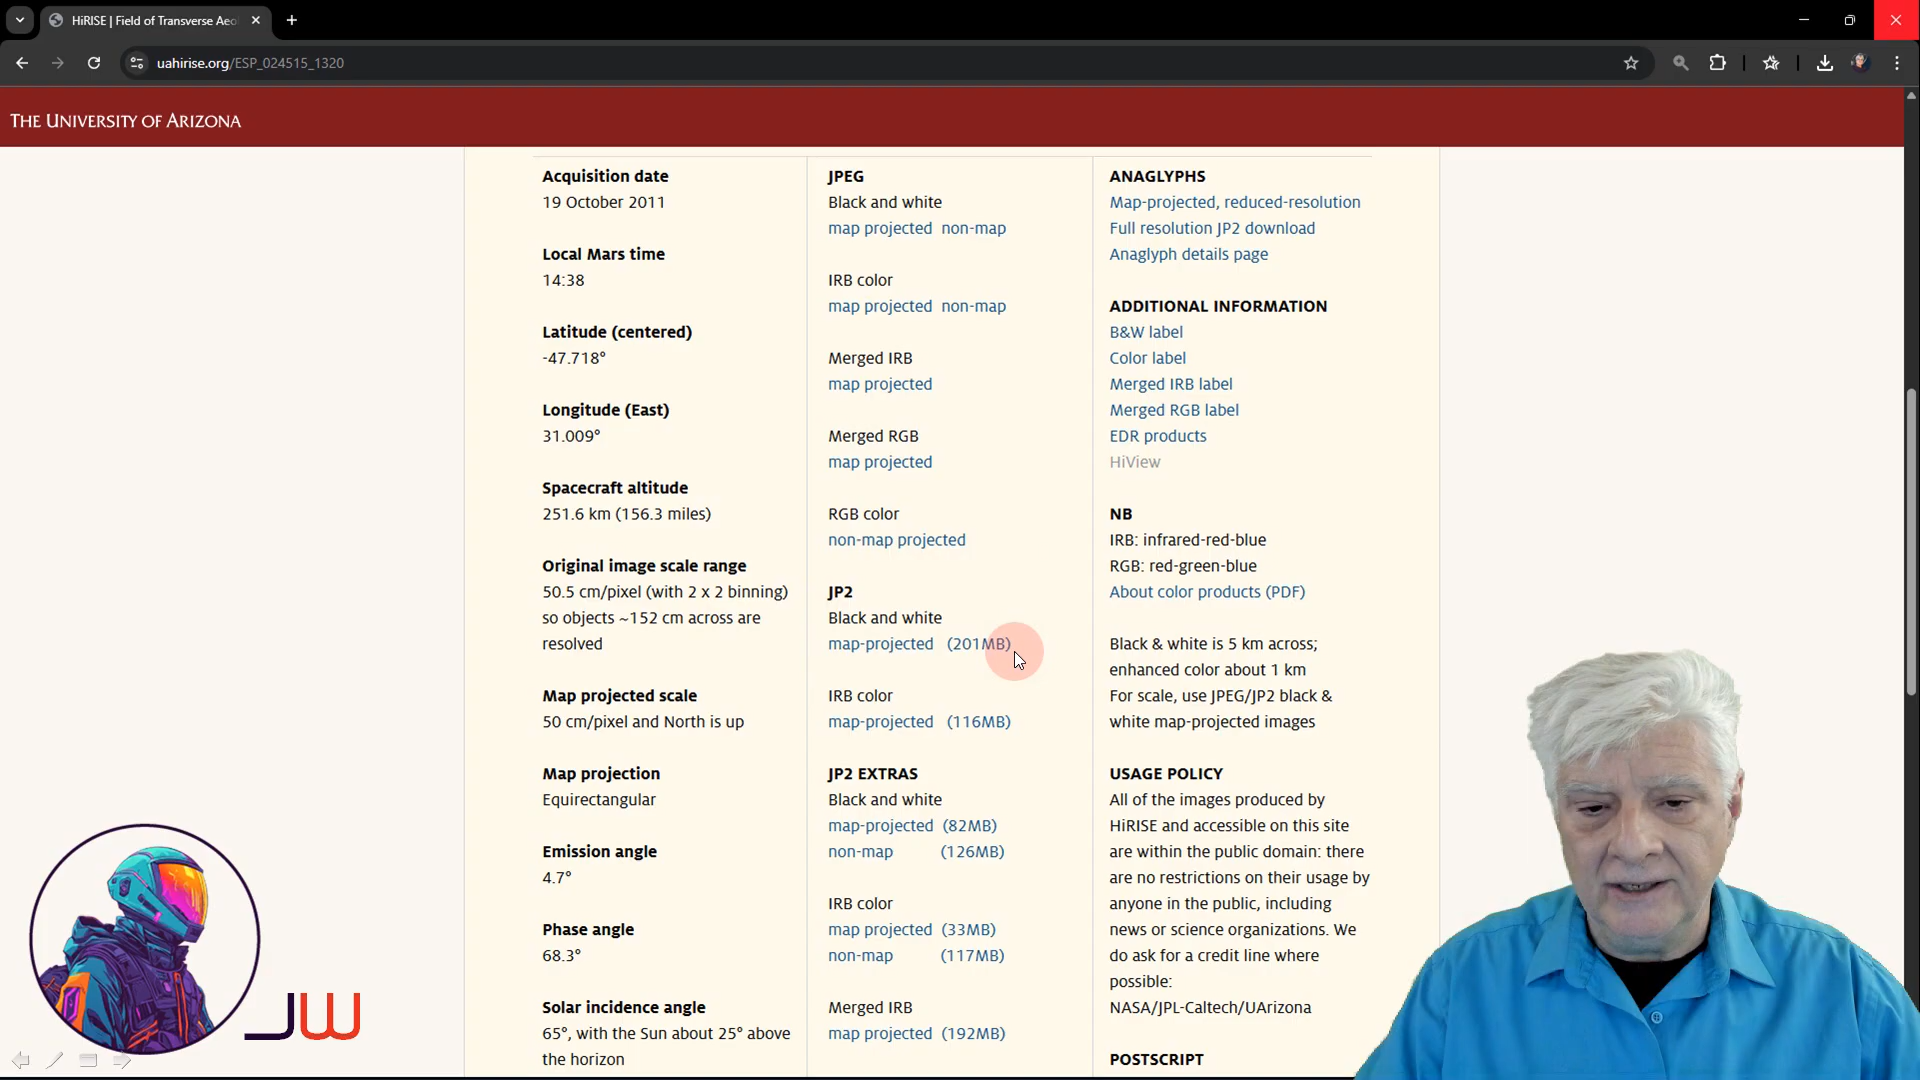 HiRISE | Field of Transverse Aeo
uahirise.org/ESP_024515_1320
THE UNIVERSITY OF ARIZONA
Acquisition date
19 October 2011
Local Mars time
14:38
Latitude (centered)
-47.718°
Longitude (East)
31.009°
Spacecraft altitude
251.6 km (156.3 miles)
Original image scale range
50.5 cm/pixel (with 2 x 2 binning)
so objects ~152 cm across are
resolved
Map projected scale
50 cm/pixel and North is up
Map projection
Equirectangular
Emission angle
4.7°
Phase angle
68.3°
Solar incidence angle
65°, with the Sun about 25° above
the horizon
JPEG
Black and white
map projected non-map
IRB color
map projected non-map
Merged IRB
map projected
Merged RGB
map projected
RGB color
non-map projected
JP2
Black and white
map-projected (201MB)
IRB color
map-projected (116MB)
JP2 EXTRAS
Black and white
map-projected (82MB)
non-map (126MB)
IRB color
map projected (33MB)
non-map (117MB)
Merged IRB
map projected (192MB)
ANAGLYPHS
Map-projected, reduced-resolution
Full resolution JP2 download
Anaglyph details page
ADDITIONAL INFORMATION
B&W label
Color label
Merged IRB label
Merged RGB label
EDR products
HiView
NB
IRB: infrared-red-blue
RGB: red-green-blue
About color products (PDF)
Black & white is 5 km across;
enhanced color about 1 km
For scale, use JPEG/JP2 black &
white map-projected images
USAGE POLICY
All of the images produced by
HiRISE and accessible on this site
are within the public domain: there
are no restrictions on their usage by
anyone in the public, including
news or science organizations. We
do ask for a credit line where
possible:
NASA/JPL-Caltech/UArizona
POSTSCRIPT
JW